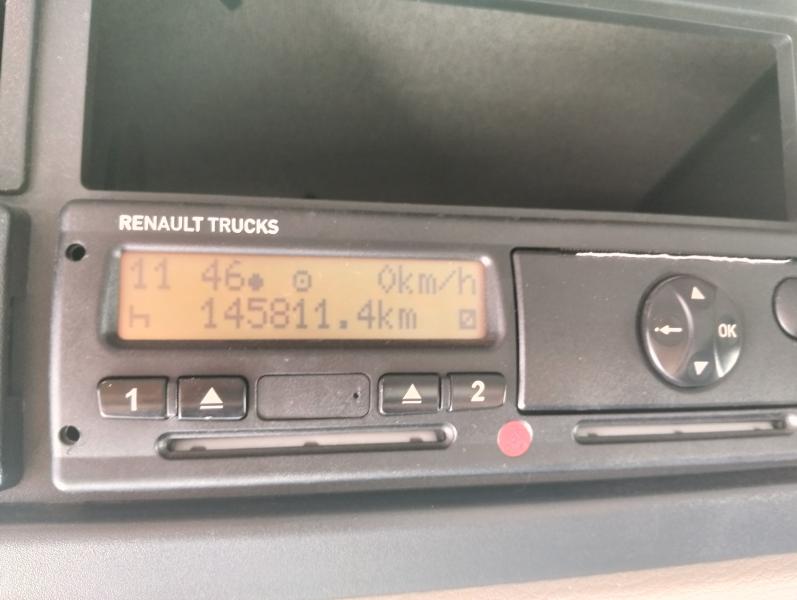 RENAULT TRUCKS
11 46 0km/h
145811.4km
1
2
OK